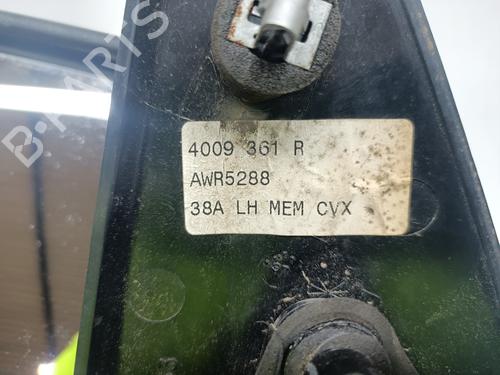 B-PARTS
4009 361 R
AWR5288
38A LH MEM CVX